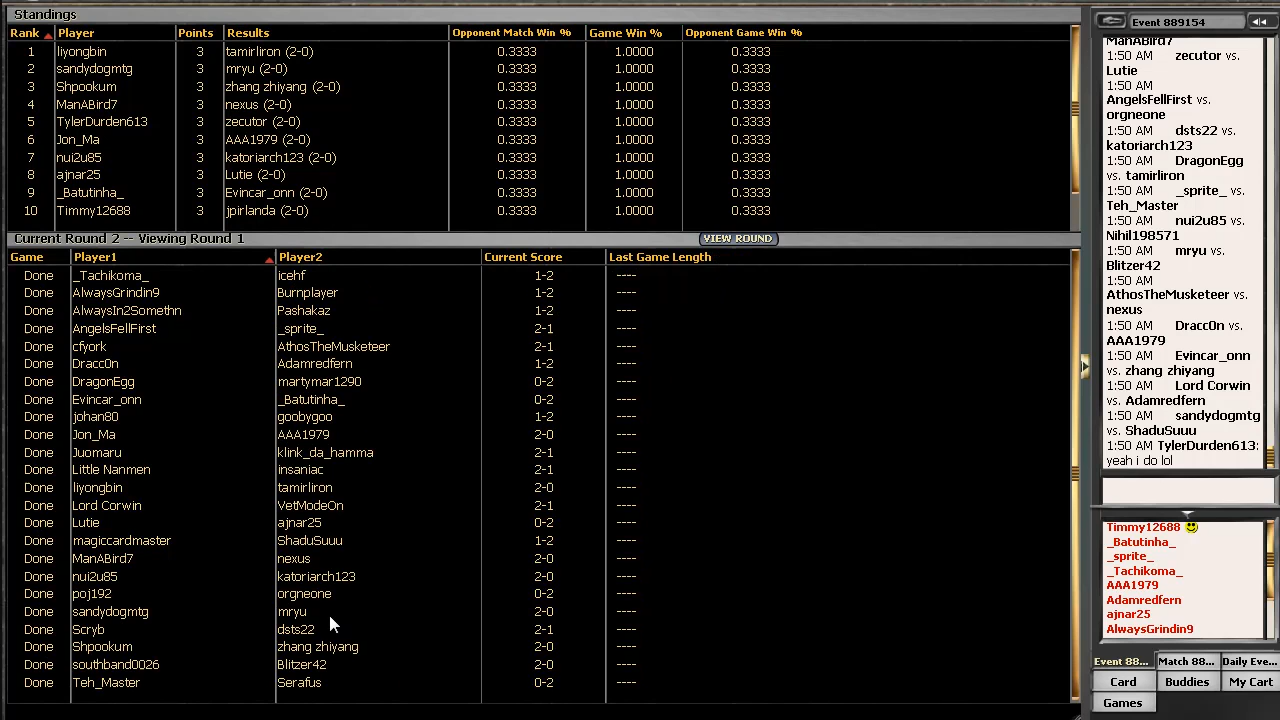 Standings
Rank Player Points Results Opponent Match Win % Game Win % Opponent Game Win %
1 liyongbin 3 tamirliron (2-0) 0.3333 1.0000 0.3333
2 sandydogmtg 3 mryu (2-0) 0.3333 1.0000 0.3333
3 Shpookum 3 zhang zhiyang (2-0) 0.3333 1.0000 0.3333
4 ManABird7 3 nexus (2-0) 0.3333 1.0000 0.3333
5 TylerDurden613 3 zecutor (2-0) 0.3333 1.0000 0.3333
6 Jon_Ma 3 AAA1979 (2-0) 0.3333 1.0000 0.3333
7 nui2u85 3 katoriarch123 (2-0) 0.3333 1.0000 0.3333
8 ajnar25 3 Lutie (2-0) 0.3333 1.0000 0.3333
9 _Batutinha_ 3 Evincar_onn (2-0) 0.3333 1.0000 0.3333
10 Timmy12688 3 jpirlanda (2-0) 0.3333 1.0000 0.3333
Current Round 2 -- Viewing Round 1 VIEW ROUND
Game Player1 Player2 Current Score Last Game Length
Done _Tachikoma_ icehf 1-2 ----
Done AlwaysGrindin9 Burnplayer 1-2 ----
Done AlwaysIn2Somethn Pashakaz 1-2 ----
Done AngelsFellFirst _sprite_ 2-1 ----
Done cfyork AthosTheMusketeer 2-1 ----
Done Dracc0n Adamredfern 1-2 ----
Done DragonEgg martymar1290 0-2 ----
Done Evincar_onn _Batutinha_ 0-2 ----
Done johan80 goobygoo 1-2 ----
Done Jon_Ma AAA1979 2-0 ----
Done Juomaru klink_da_hamma 2-1 ----
Done Little Nanmen insaniac 2-1 ----
Done liyongbin tamirliron 2-0 ----
Done Lord Corwin VetModeOn 2-1 ----
Done Lutie ajnar25 0-2 ----
Done magiccardmaster ShaduSuuu 1-2 ----
Done ManABird7 nexus 2-0 ----
Done nui2u85 katoriarch123 2-0 ----
Done poj192 orgneone 2-0 ----
Done sandydogmtg mryu 2-0 ----
Done Scryb dsts22 2-1 ----
Done Shpookum zhang zhiyang 2-0 ----
Done southband0026 Blitzer42 2-0 ----
Done Teh_Master Serafus 0-2 ----
Event 889154
ManABird7
1:50 AM zecutor vs.
Lutie
1:50 AM
AngelsFellFirst vs.
orgneone
1:50 AM dsts22 vs.
katoriarch123
1:50 AM DragonEgg
vs. tamirliron
1:50 AM _sprite_ vs.
Teh_Master
1:50 AM nui2u85 vs.
Nihil198571
1:50 AM mryu vs.
Blitzer42
1:50 AM
AthosTheMusketeer vs.
nexus
1:50 AM Dracc0n vs.
AAA1979
1:50 AM Evincar_onn
vs. zhang zhiyang
1:50 AM Lord Corwin
vs. Adamredfern
1:50 AM sandydogmtg
vs. ShaduSuuu
1:50 AM TylerDurden613:
yeah i do lol
Timmy12688
_Batutinha_
_sprite_
_Tachikoma_
AAA1979
Adamredfern
ajnar25
AlwaysGrindin9
Event 88... Match 88... Daily Eve...
Card Buddies My Cart
Games